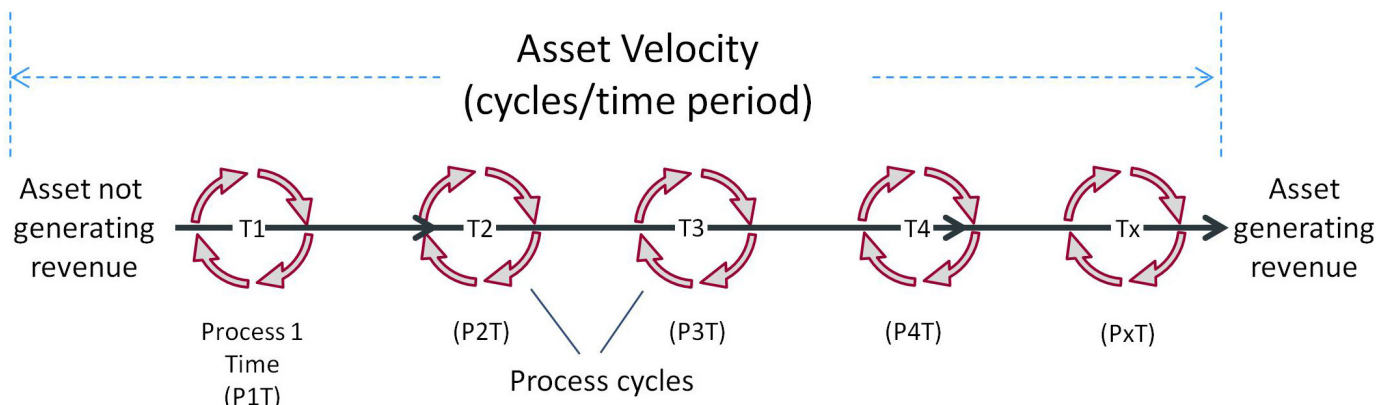 Asset Velocity
(cycles/time period)
Asset not
generating
revenue
T1
T2
T3
T4
Tx
Asset
generating
revenue
Process 1
Time
(P1T)
(P2T)
(P3T)
(P4T)
(PxT)
Process cycles